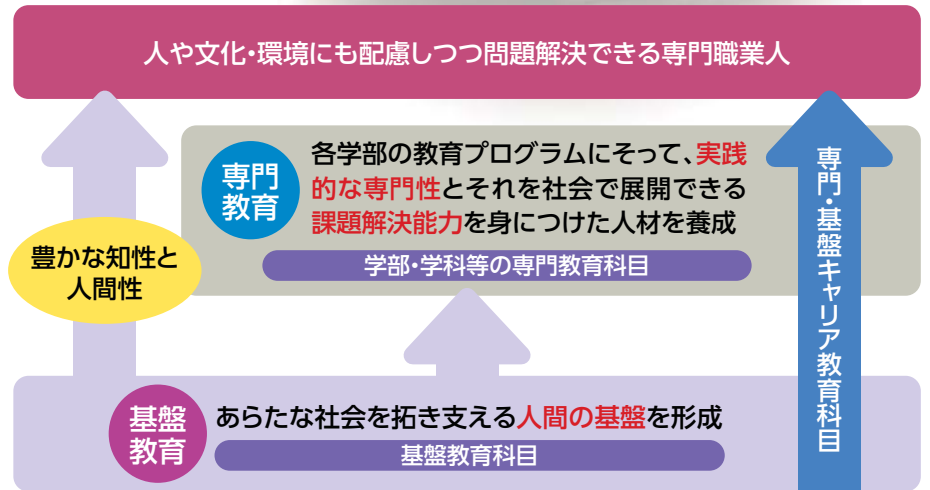 人や文化・環境にも配慮しつつ問題解決できる専門職業人
専門
教育
各学部の教育プログラムにそって、実践
的な専門性とそれを社会で展開できる
課題解決能力を身につけた人材を養成
学部・学科等の専門教育科目
豊かな知性と
人間性
専門・基盤キャリア教育科目
基盤
教育
あらたな社会を拓き支える人間の基盤を形成
基盤教育科目